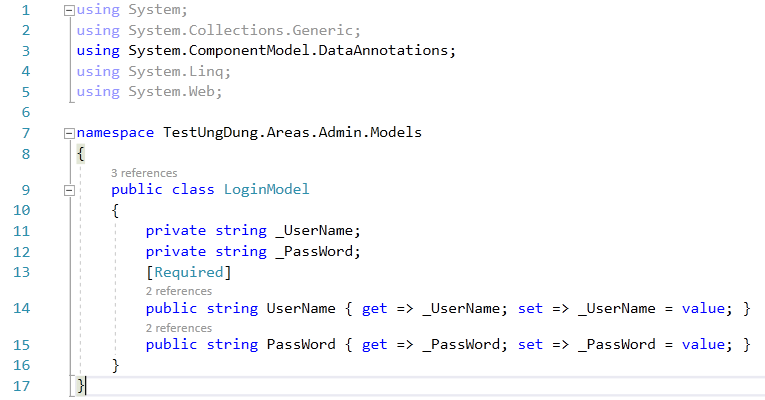 1 using System;
2 using System.Collections.Generic;
3 using System.ComponentModel.DataAnnotations;
4 using System.Linq;
5 using System.Web;
6
7 namespace TestUngDung.Areas.Admin.Models
8 {
3 references
9 public class LoginModel
10 {
11 private string _UserName;
12 private string _PassWord;
13 [Required]
2 references
14 public string UserName { get => _UserName; set => _UserName = value; }
2 references
15 public string PassWord { get => _PassWord; set => _PassWord = value; }
16 }
17 }